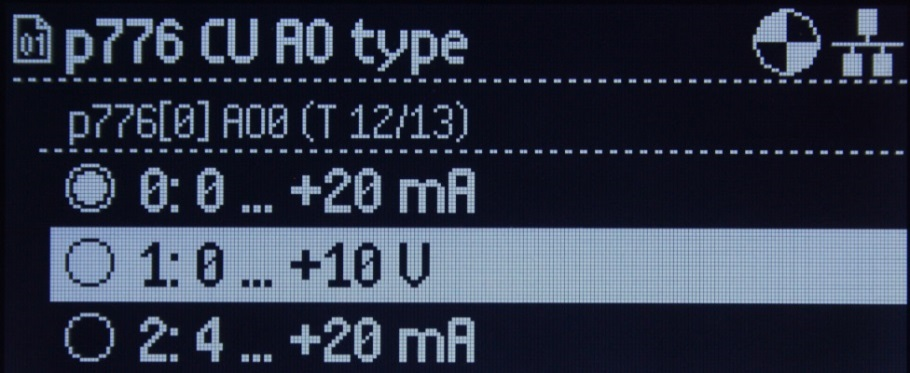 01 p776 CU AO type
p776[0] AO0 (T 12/13)
0: 0 ... +20 mA
1: 0 ... +10 V
2: 4 ... +20 mA